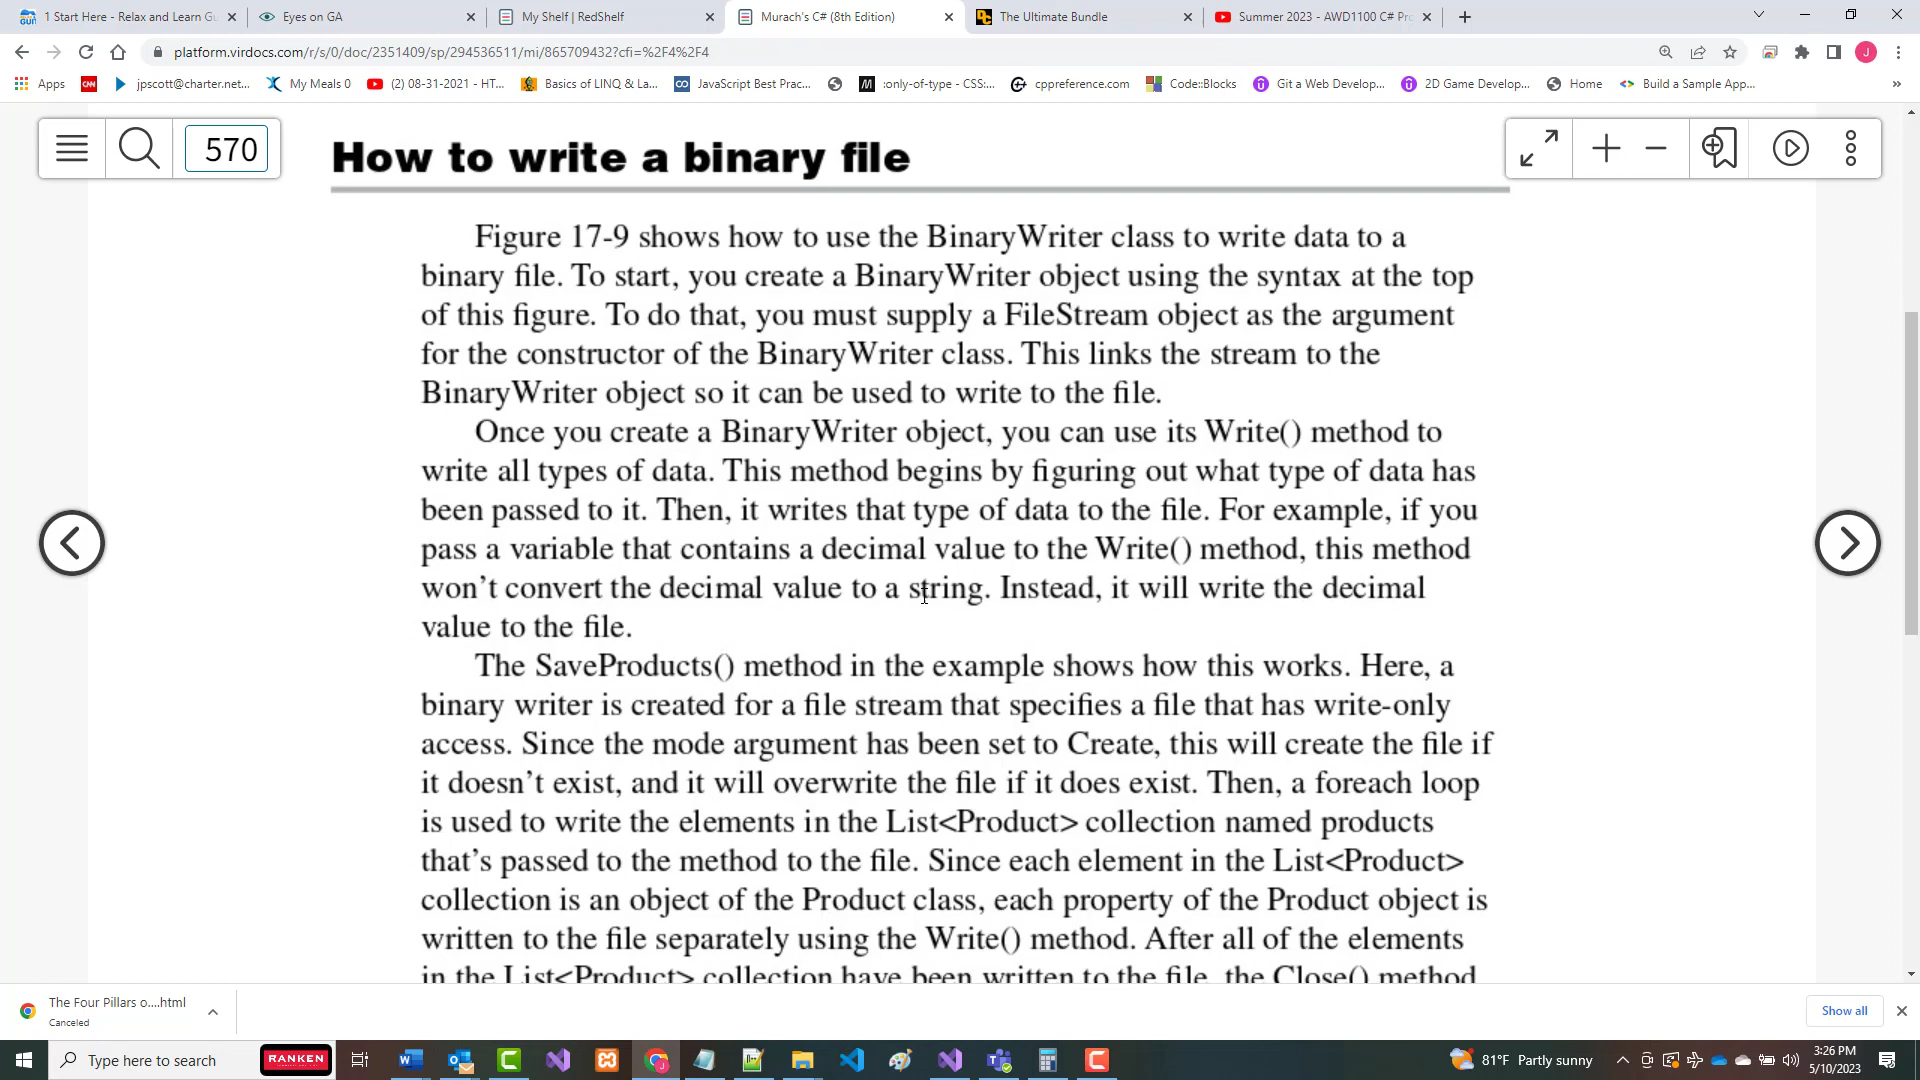 1 Start Here - Relax and Learn Gu
Eyes on GA
My Shelf | RedShelf
Murach's C# (8th Edition)
The Ultimate Bundle
Summer 2023 - AWD1100 C# Pr
platform.virdocs.com/r/s/0/doc/2351409/sp/294536511/mi/865709432?cfi=%2F4%2F4
J
Apps
CNN
jpscott@charter.net...
My Meals 0
(2) 08-31-2021 - HT...
Basics of LINQ & La...
JavaScript Best Prac...
:only-of-type - CSS:...
cppreference.com
Code::Blocks
Git a Web Develop...
2D Game Develop...
Home
Build a Sample App...
»
570
How to write a binary file
Figure 17-9 shows how to use the BinaryWriter class to write data to a
binary file. To start, you create a BinaryWriter object using the syntax at the top
of this figure. To do that, you must supply a FileStream object as the argument
for the constructor of the BinaryWriter class. This links the stream to the
BinaryWriter object so it can be used to write to the file.
Once you create a BinaryWriter object, you can use its Write() method to
write all types of data. This method begins by figuring out what type of data has
been passed to it. Then, it writes that type of data to the file. For example, if you
pass a variable that contains a decimal value to the Write() method, this method
won't convert the decimal value to a string. Instead, it will write the decimal
value to the file.
The SaveProducts() method in the example shows how this works. Here, a
binary writer is created for a file stream that specifies a file that has write-only
access. Since the mode argument has been set to Create, this will create the file if
it doesn't exist, and it will overwrite the file if it does exist. Then, a foreach loop
is used to write the elements in the List<Product> collection named products
that's passed to the method to the file. Since each element in the List<Product>
collection is an object of the Product class, each property of the Product object is
written to the file separately using the Write() method. After all of the elements
in the List<Product> collection have been written to the file, the Close() method
The Four Pillars o....html
Canceled
Show all
Type here to search
RANKEN
81°F Partly sunny
3:26 PM
5/10/2023